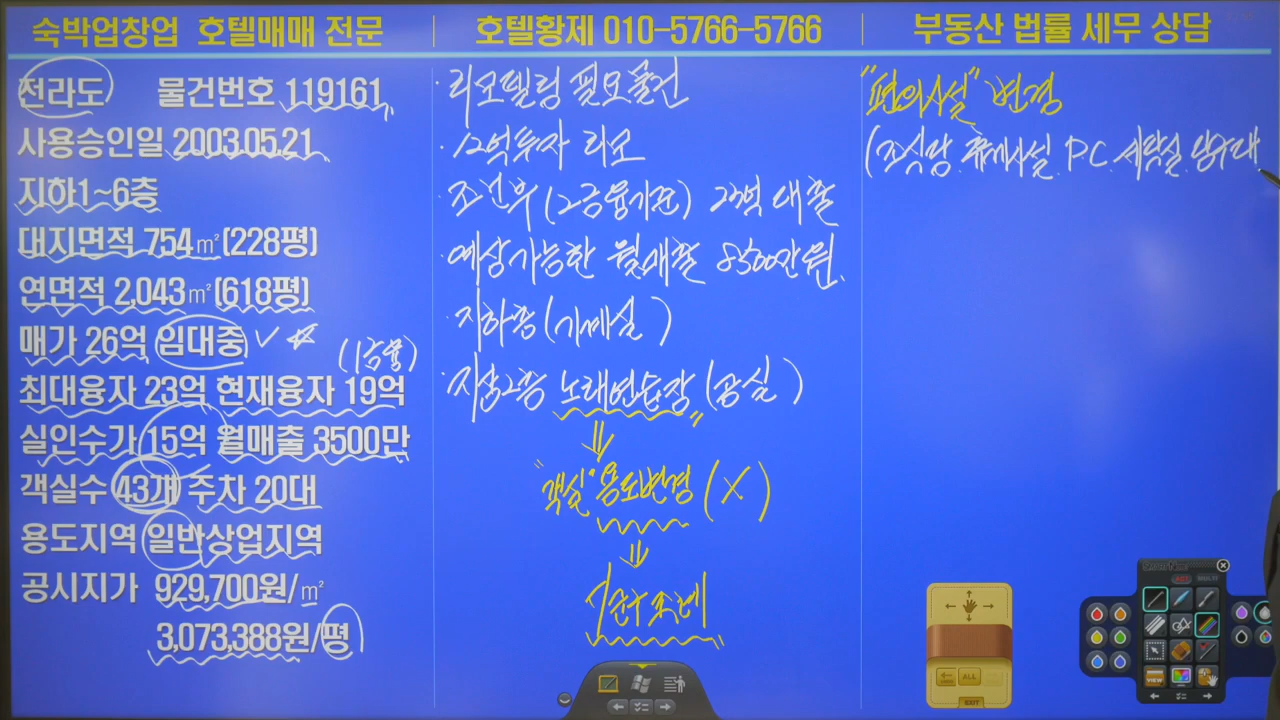 숙박업창업 호텔매매 전문
호텔황제 010-5766-5766
부동산 법률 세무 상담
전라도 물건번호 119161
사용승인일 2003.05.21
지하1~6층
대지면적 754㎡(228평)
연면적 2,043㎡(618평)
매가 26억 임대중
(1금융)
최대융자 23억 현재융자 19억
실인수가 15억 월매출 3500만
객실수 43개 주차 20대
용도지역 일반상업지역
공시지가 929,700원/㎡
3,073,388원/평
· 리모델링 필요물건
· 12억투자 리모
· 조건부 (2금융기준) 23억 대출
· 예상가능한 월매출 8500만원.
· 지하층 (기계실)
· 지상2층 노래연습장 (공실)
"객실" 용도변경 (X)
시군구 조례
"편의시설" 변경
(조식당. 휴게시설. P.C. 세탁실.
VIEW
ALL
EXIT